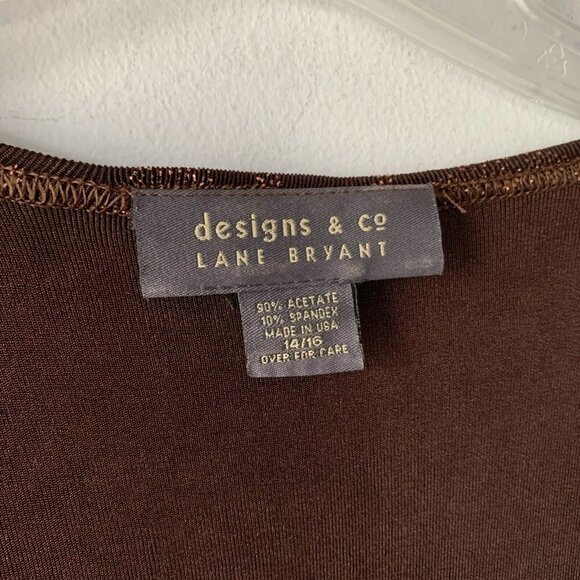 designs & Co
LANE BRYANT
90% ACETATE
10% SPANDEX
MADE IN USA
14/16
OVER FOR CARE